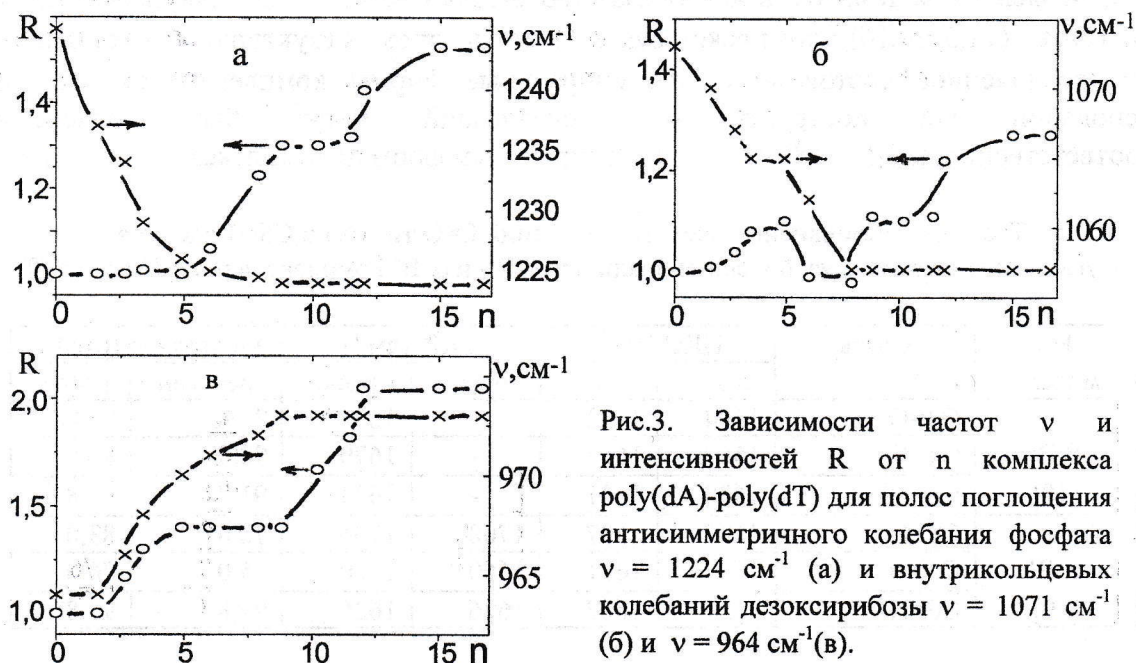 R
ν,см-1
а
1,4
1,2
1,0
1240
1235
1230
1225
0 5 10 15 n
R
ν,см-1
б
1,4
1,2
1,0
1070
1060
0 5 10 15 n
R
ν,см-1
в
2,0
1,5
1,0
970
965
0 5 10 15 n
Рис.3. Зависимости частот ν и
интенсивностей R от n комплекса
poly(dA)-poly(dT) для полос поглощения
антисимметричного колебания фосфата
ν = 1224 см-1 (а) и внутрикольцевых
колебаний дезоксирибозы ν = 1071 см-1
(б) и ν = 964 см-1(в).